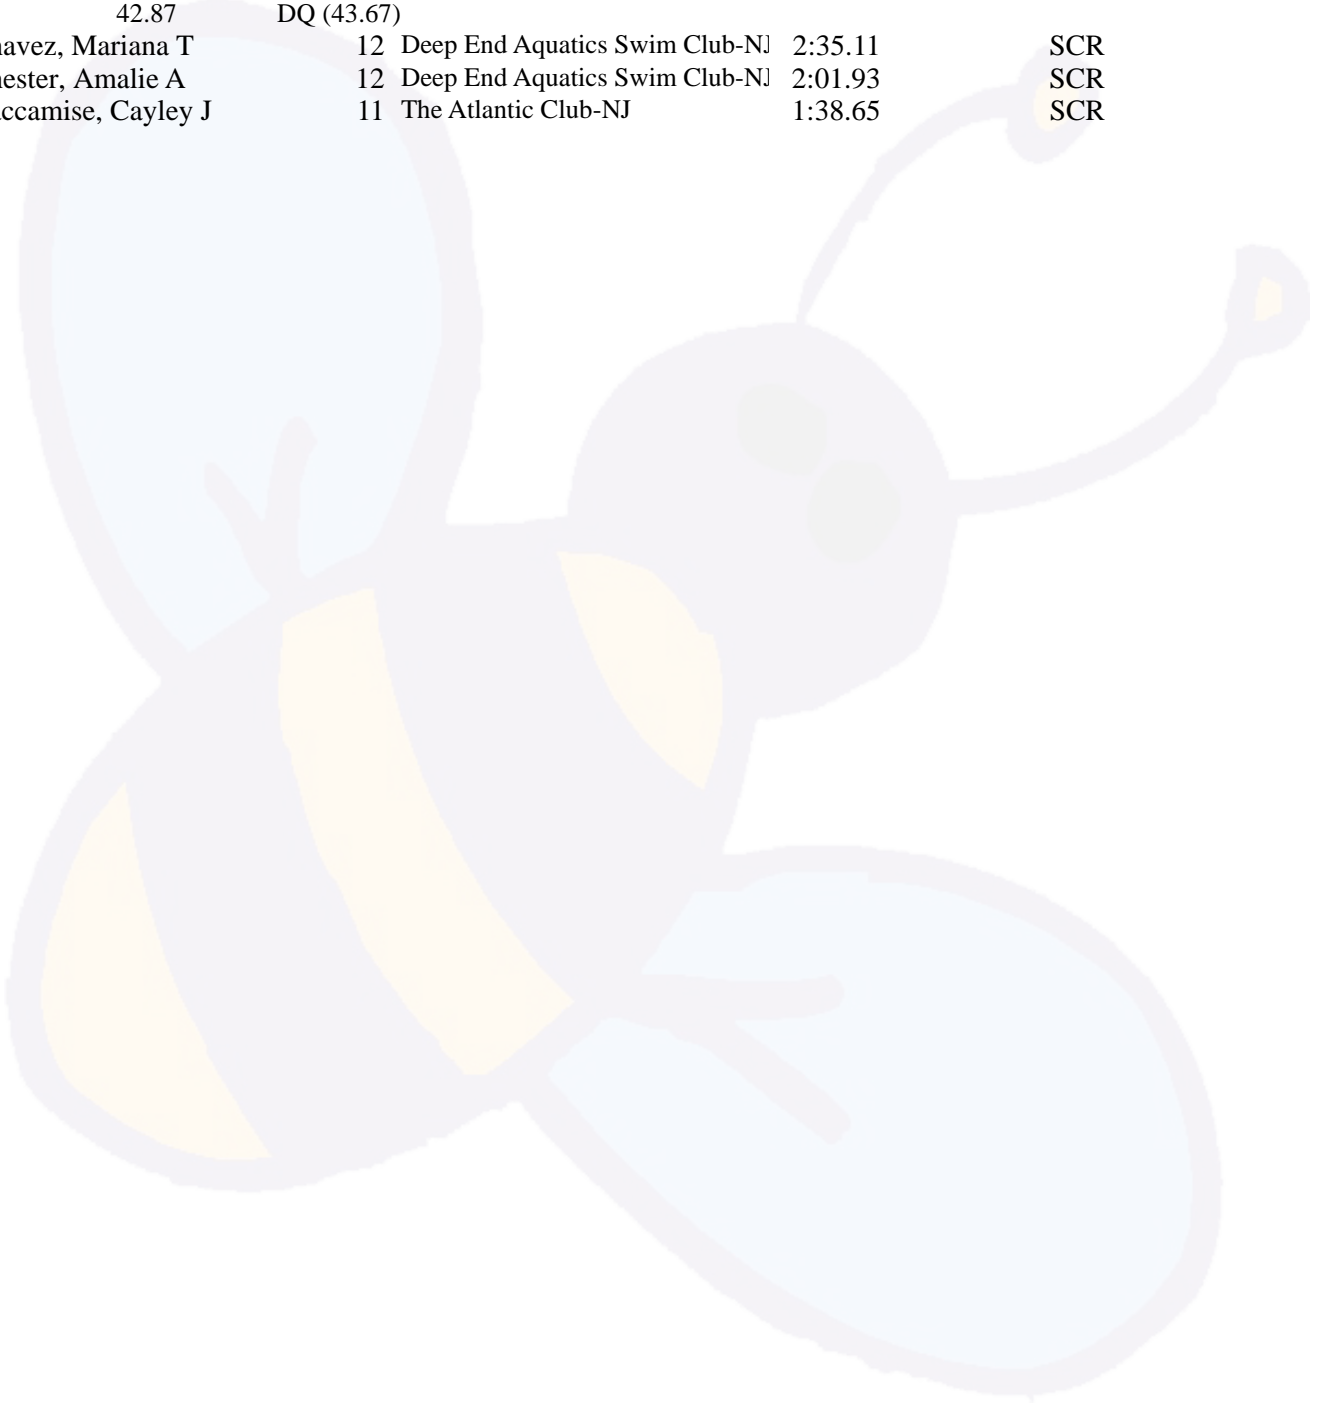 42.87 DQ (43.67)
havez, Mariana T 12 Deep End Aquatics Swim Club-NJ 2:35.11 SCR
nester, Amalie A 12 Deep End Aquatics Swim Club-NJ 2:01.93 SCR
ccamise, Cayley J 11 The Atlantic Club-NJ 1:38.65 SCR